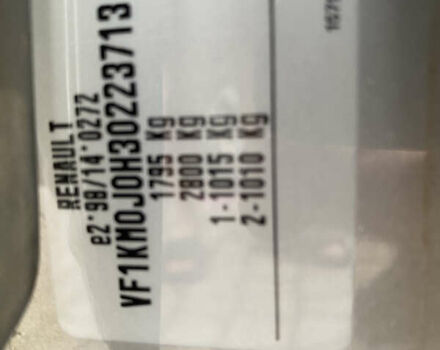 RENAULT
e2*98/14*0272
VF1KM0J0H30223713
1795 Kg
2800 Kg
1-1015 Kg
2-1010 Kg